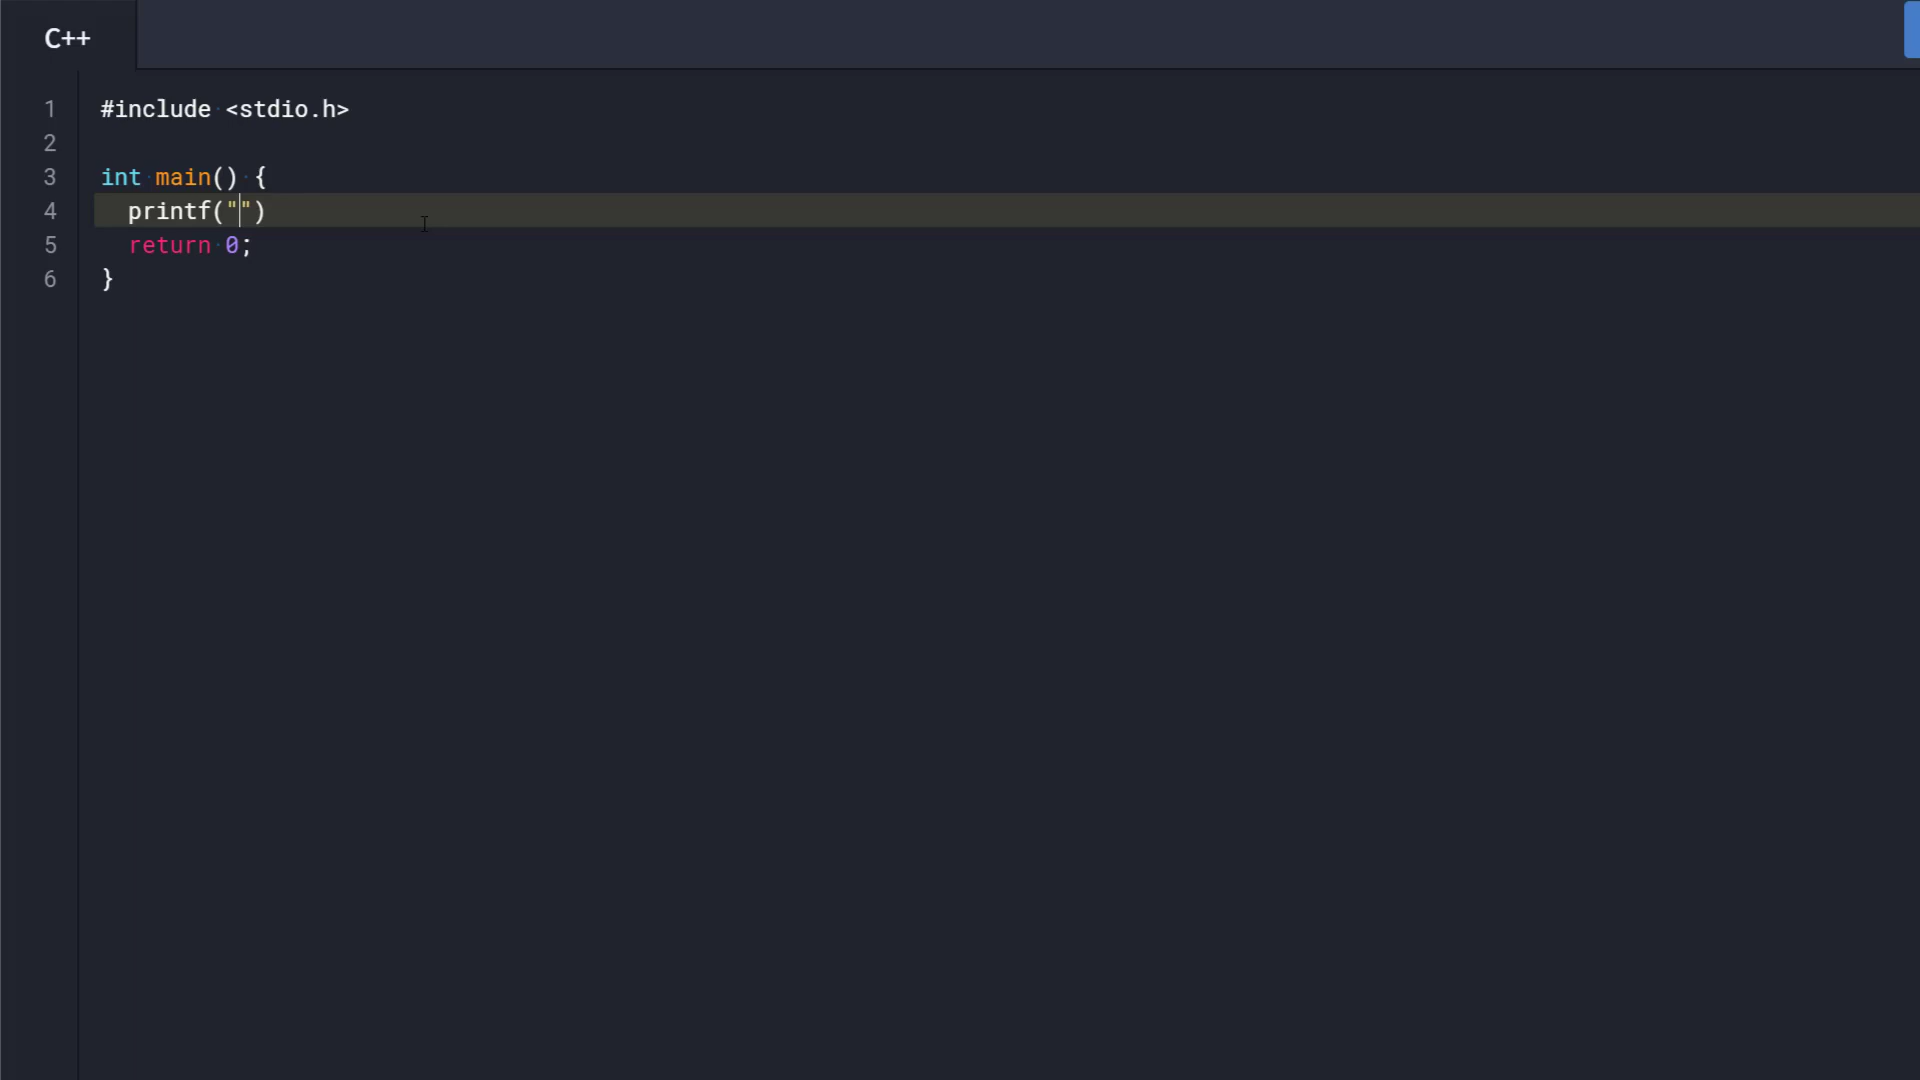 C++
1 #include <stdio.h>
2
3 int main() {
4   printf("")
5   return 0;
6 }